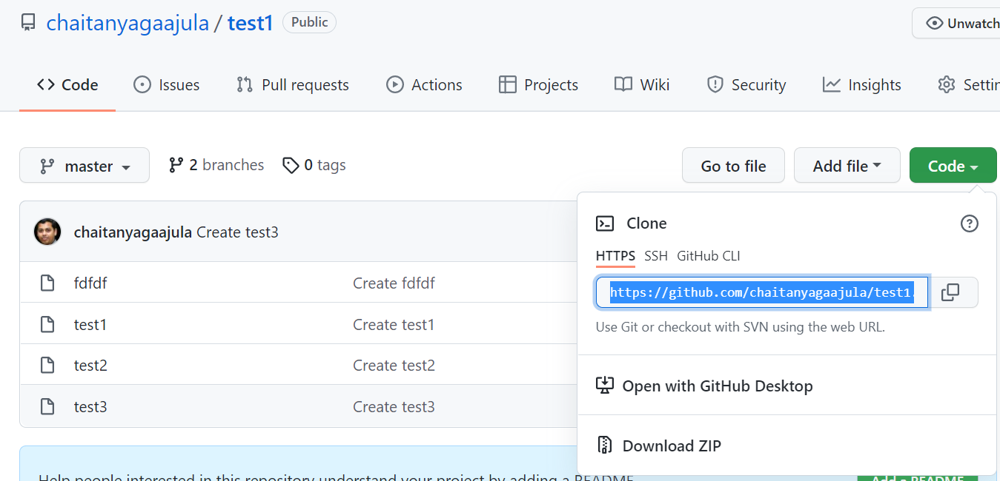 chaitanyagaajula / test1 Public
Unwatch
Code Issues Pull requests Actions Projects Wiki Security Insights
master 2 branches 0 tags Go to file Add file Code
chaitanyagaajula Create test3
Clone
HTTPS SSH GitHub CLI
fdfdf Create fdfdf
https://github.com/chaitanyagaajula/test1
test1 Create test1
Use Git or checkout with SVN using the web URL.
test2 Create test2
Open with GitHub Desktop
test3 Create test3
Download ZIP
Help people interested in this repository understand your project by adding a README.
Add a README